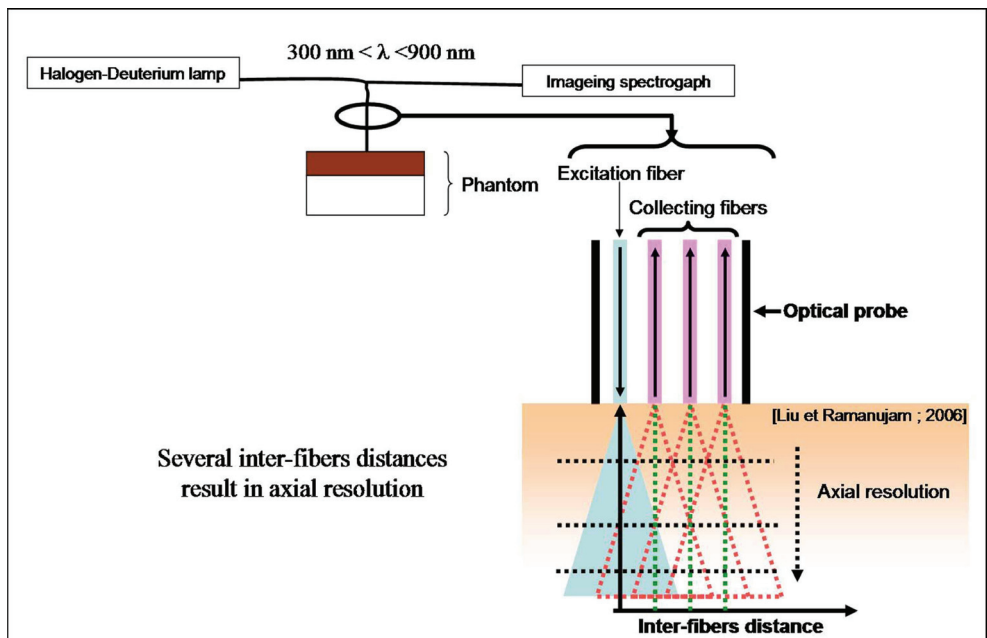 300 nm < λ <900 nm
Halogen-Deuterium lamp
Imageing spectrogaph
Phantom
Excitation fiber
Collecting fibers
Optical probe
[Liu et Ramanujam ; 2006]
Several inter-fibers distances
result in axial resolution
Axial resolution
Inter-fibers distance